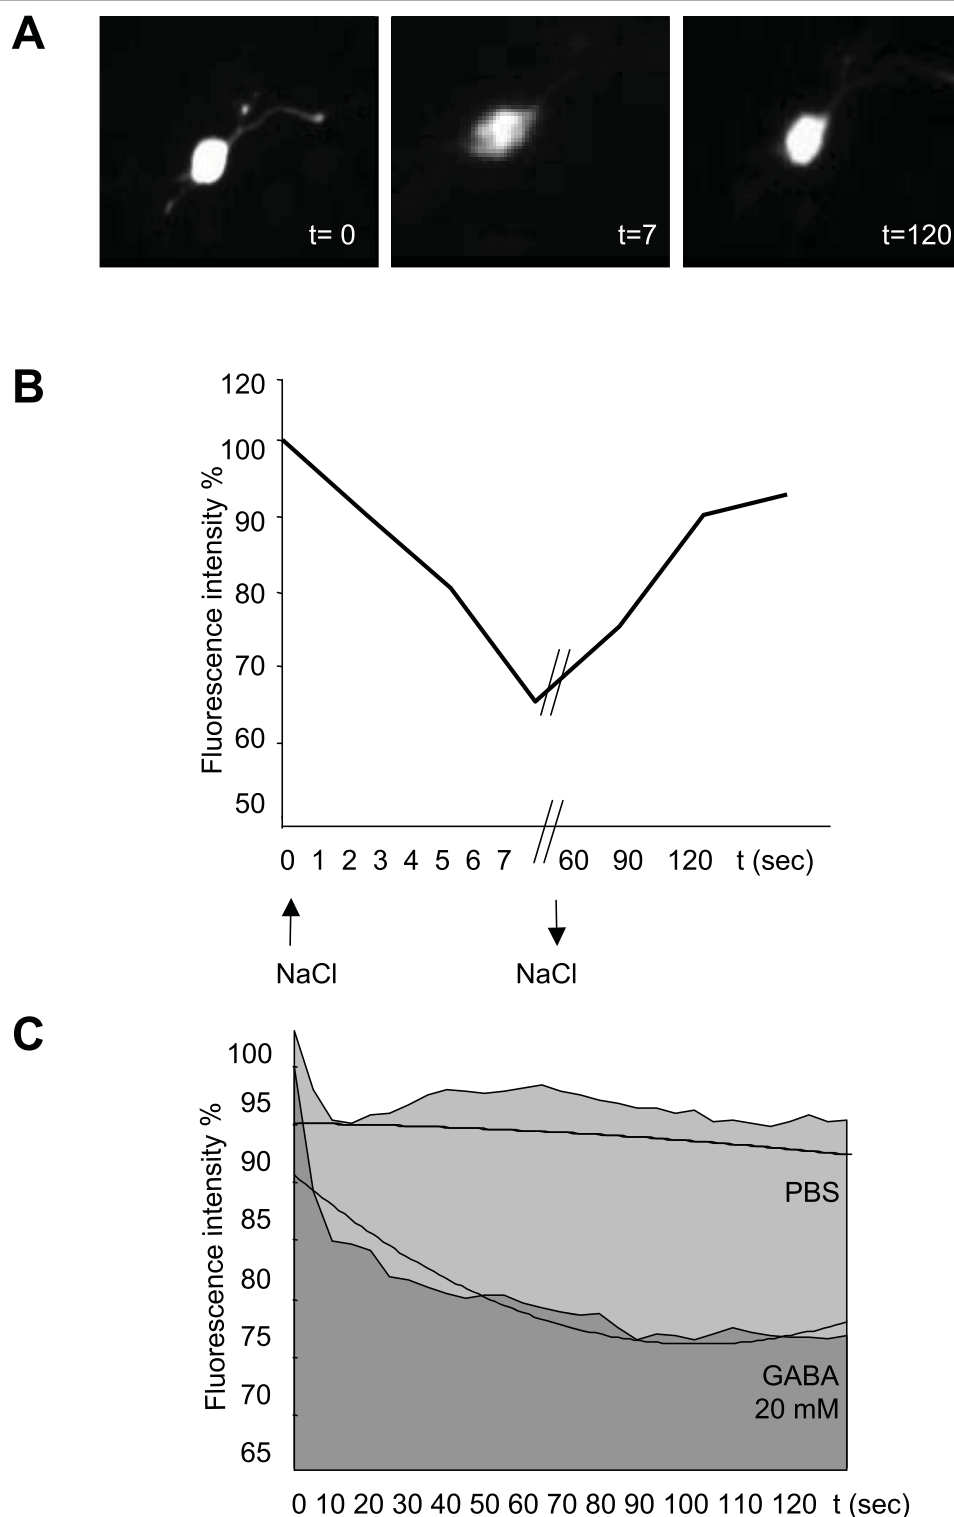 A
t= 0
t=7
t=120
B
Fluorescence intensity %
120
100
90
80
70
60
50
0 1 2 3 4 5 6 7 60 90 120 t (sec)
NaCl NaCl
C
Fluorescence intensity %
100
95
90
85
80
75
70
65
PBS
GABA
20 mM
0 10 20 30 40 50 60 70 80 90 100 110 120 t (sec)